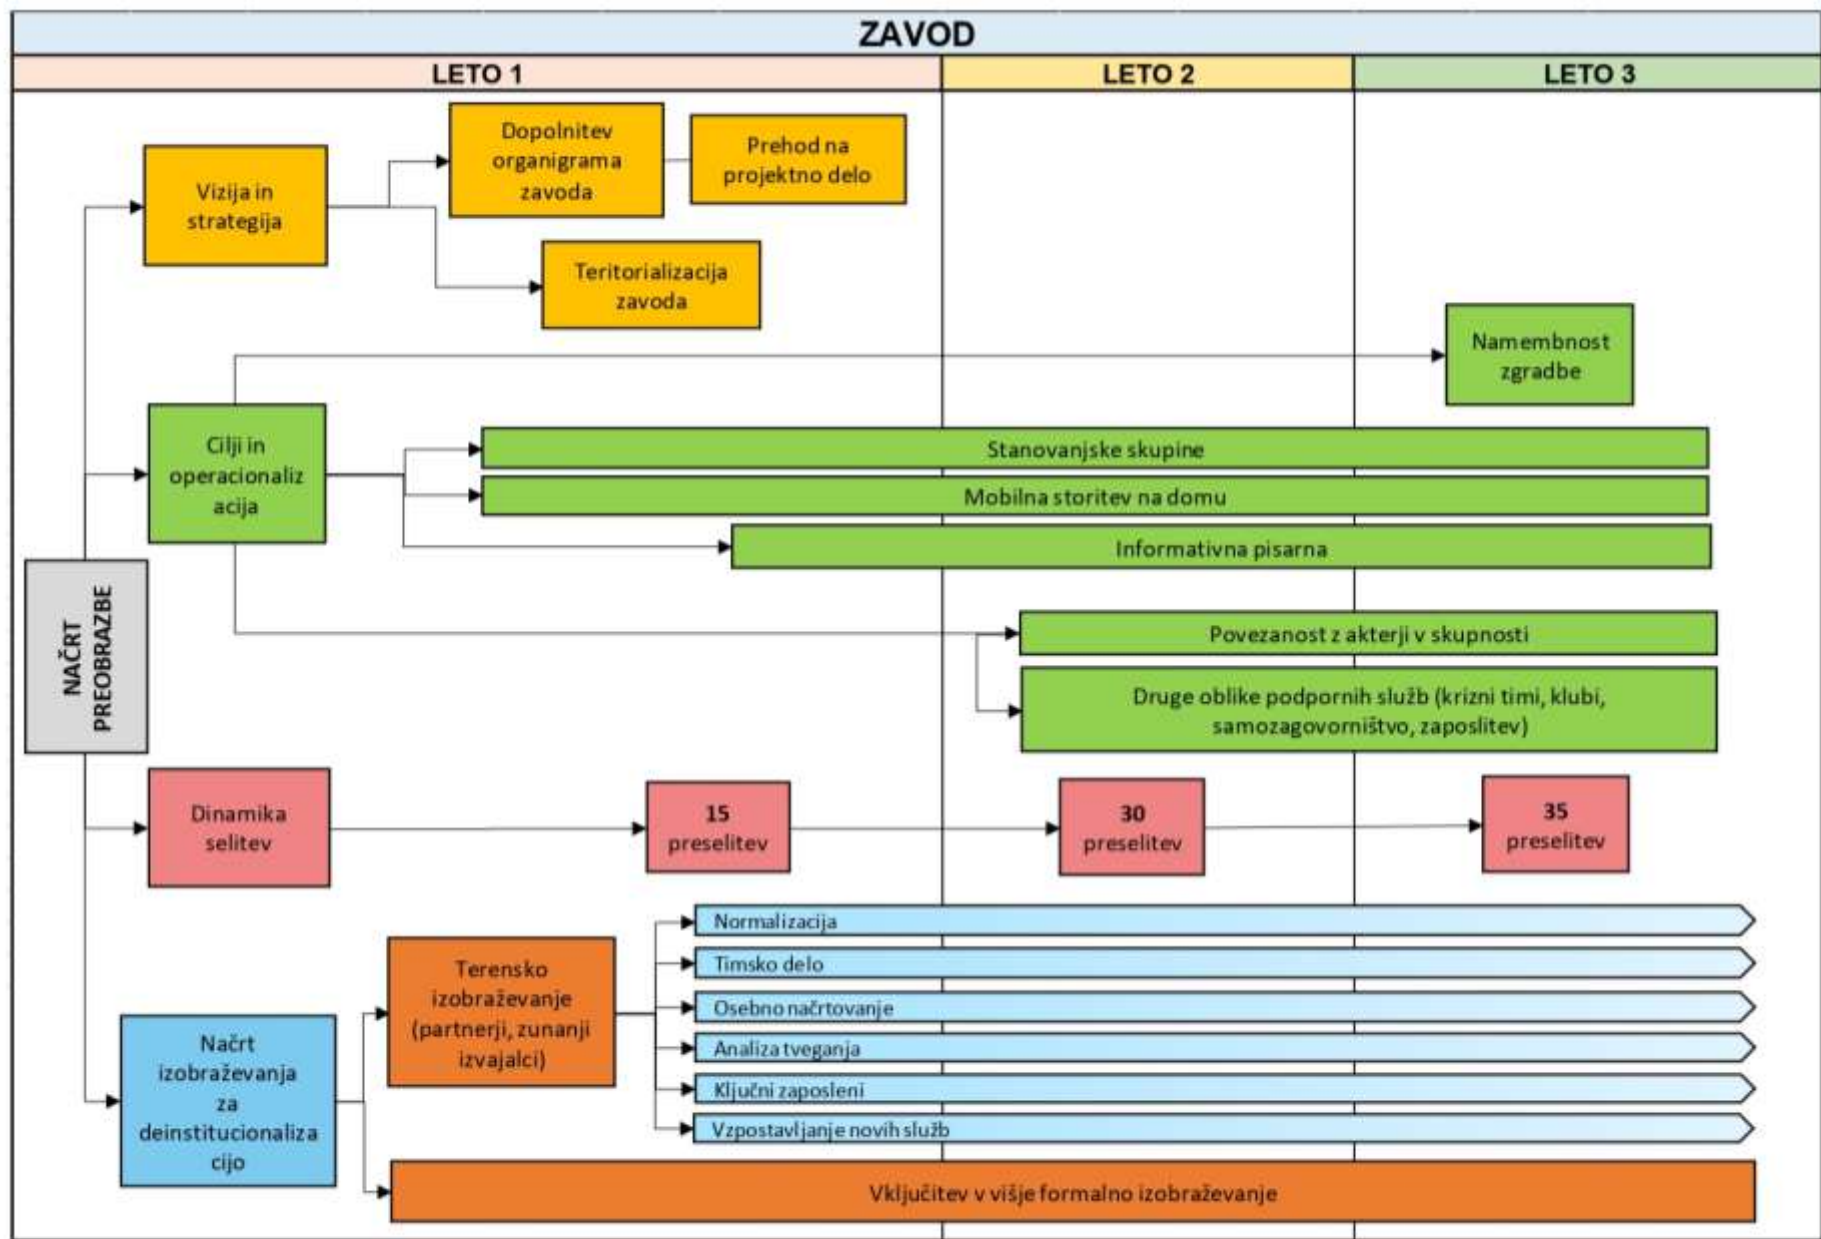 ZAVOD
LETO 1
LETO 2
LETO 3
Dopolnitev
organigrama
zavoda
Prehod na
projektno delo
Vizija in
strategija
Teritorializacija
zavoda
Namembnost
zgradbe
Cilji in
operacionaliz
acija
Stanovanjske skupine
Mobilna storitev na domu
Informativna pisarna
NAČRT
PREOBRAZBE
Povezanost z akterji v skupnosti
Druge oblike podpornih služb (krizni timi, klubi,
samozagovorništvo, zaposlitev)
Dinamika
selitev
15
preselitev
30
preselitev
35
preselitev
Normalizacija
Timsko delo
Osebno načrtovanje
Analiza tveganja
Ključni zaposleni
Vzpostavljanje novih služb
Terensko
izobraževanje
(partnerji, zunanji
izvajalci)
Načrt
izobraževanja
za
deinstitucionaliza
cijo
Vključitev v višje formalno izobraževanje